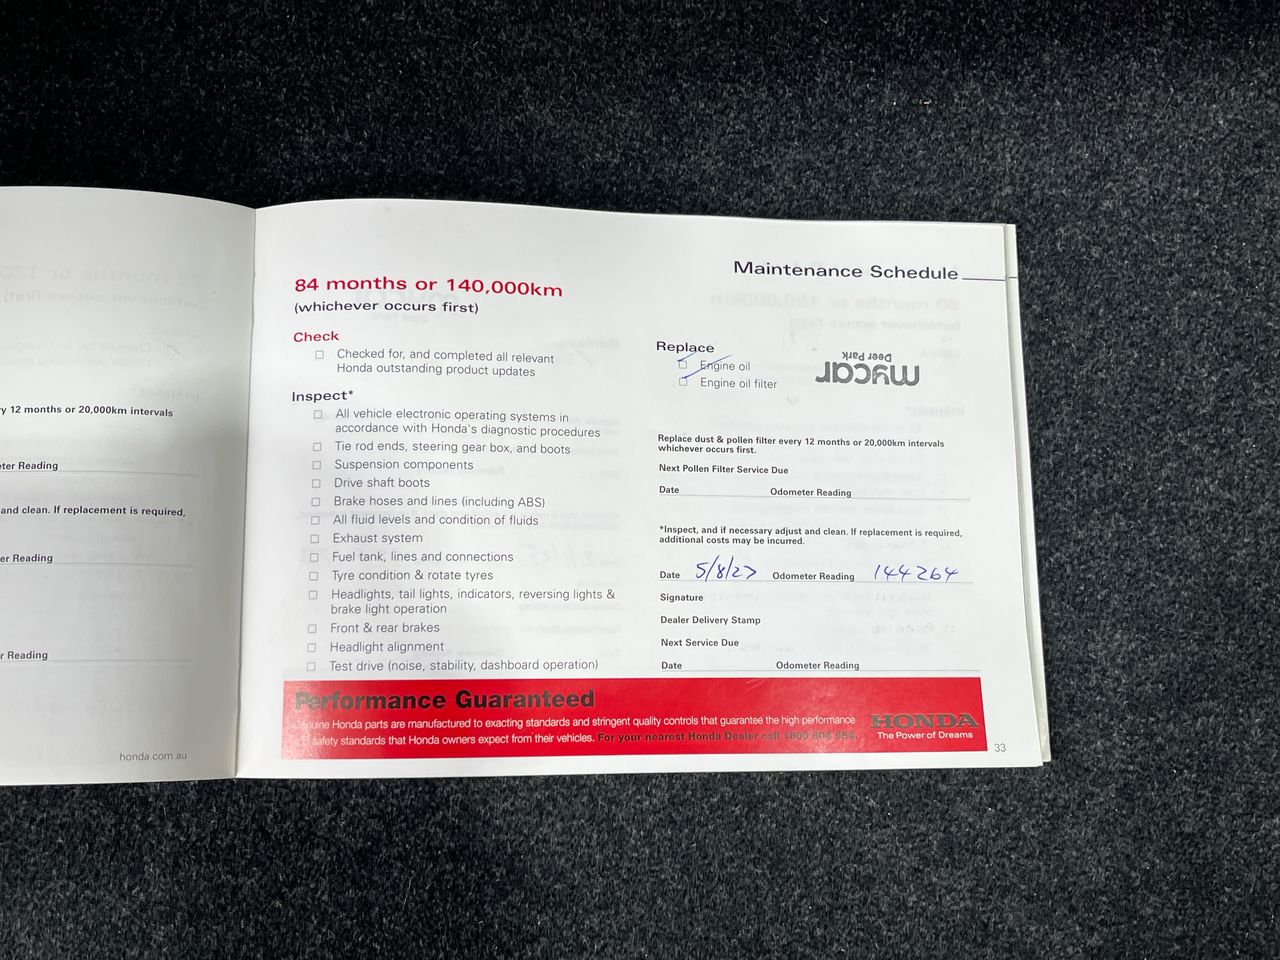 y 12 months or 20,000km intervals
ter Reading
and clean. If replacement is required,
er Reading
r Reading
honda.com.au
Maintenance Schedule
84 months or 140,000km
(whichever occurs first)
Check
Checked for, and completed all relevant
Honda outstanding product updates
Inspect*
All vehicle electronic operating systems in
accordance with Honda's diagnostic procedures
Tie rod ends, steering gear box, and boots
Suspension components
Drive shaft boots
Brake hoses and lines (including ABS)
All fluid levels and condition of fluids
Exhaust system
Fuel tank, lines and connections
Tyre condition & rotate tyres
Headlights, tail lights, indicators, reversing lights &
brake light operation
Front & rear brakes
Headlight alignment
Test drive (noise, stability, dashboard operation)
Replace
Engine oil
Engine oil filter
mycar
Deer Park
Replace dust & pollen filter every 12 months or 20,000km intervals
whichever occurs first.
Next Pollen Filter Service Due
Date Odometer Reading
*Inspect, and if necessary adjust and clean. If replacement is required,
additional costs may be incurred.
Date 5/8/23 Odometer Reading 144264
Signature
Dealer Delivery Stamp
Next Service Due
Date Odometer Reading
Performance Guaranteed
Honda parts are manufactured to exacting standards and stringent quality controls that guarantee the high performance
safety standards that Honda owners expect from their vehicles. For your nearest Honda Dealer call 1800 804 954.
HONDA
The Power of Dreams
33